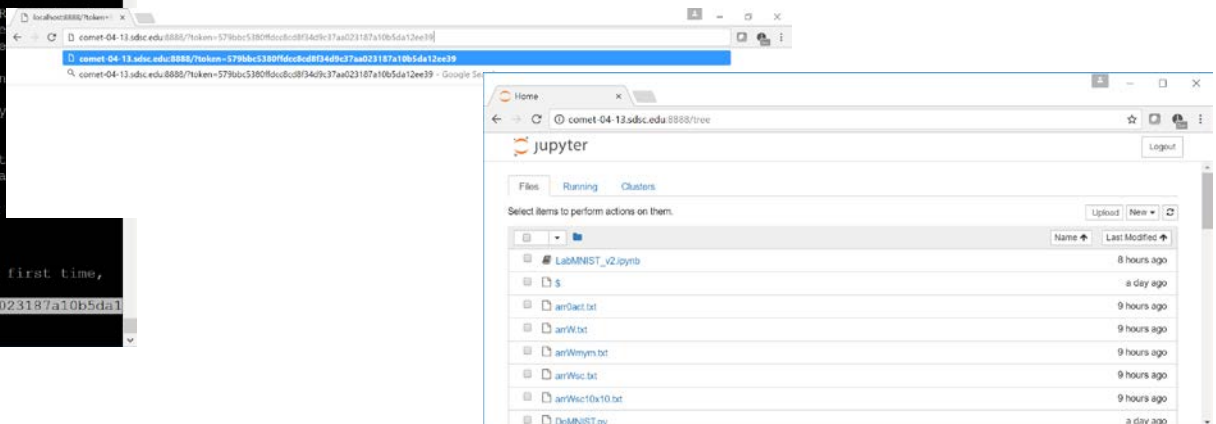 localhost:8888/?token=
comet-04-13.sdsc.edu:8888/?token=579bbc5380ffdcc8cd8f34d9c37aa023187a10b5da12ee39
comet-04-13.sdsc.edu:8888/?token=579bbc5380ffdcc8cd8f34d9c37aa023187a10b5da12ee39
comet-04-13.sdsc.edu:8888/?token=579bbc5380ffdcc8cd8f34d9c37aa023187a10b5da12ee39 - Google
first time,
023187a10b5da1
Home
comet-04-13.sdsc.edu:8888/tree
jupyter
Logout
Files Running Clusters
Select items to perform actions on them.
Upload New
Name Last Modified
LabMNIST_v2.ipynb 8 hours ago
$ a day ago
arr0act.txt 9 hours ago
arrW.txt 9 hours ago
arrWmym.txt 9 hours ago
arrWsc.txt 9 hours ago
arrWsc10x10.txt 9 hours ago
DoMNIST.py a day ago